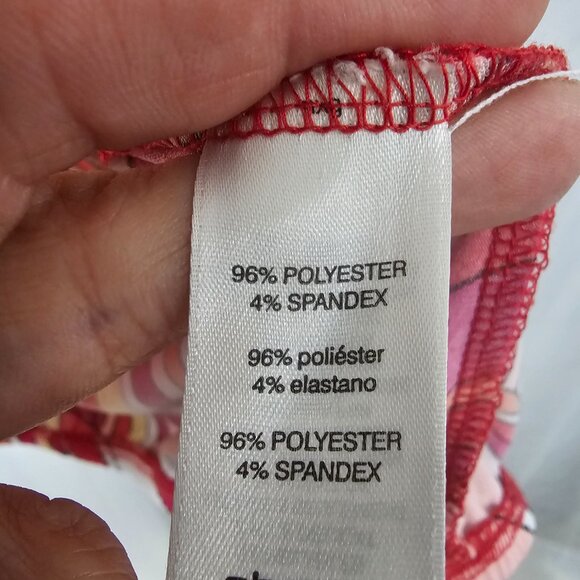 96% POLYESTER
4% SPANDEX
96% poliéster
4% elastano
96% POLYESTER
4% SPANDEX